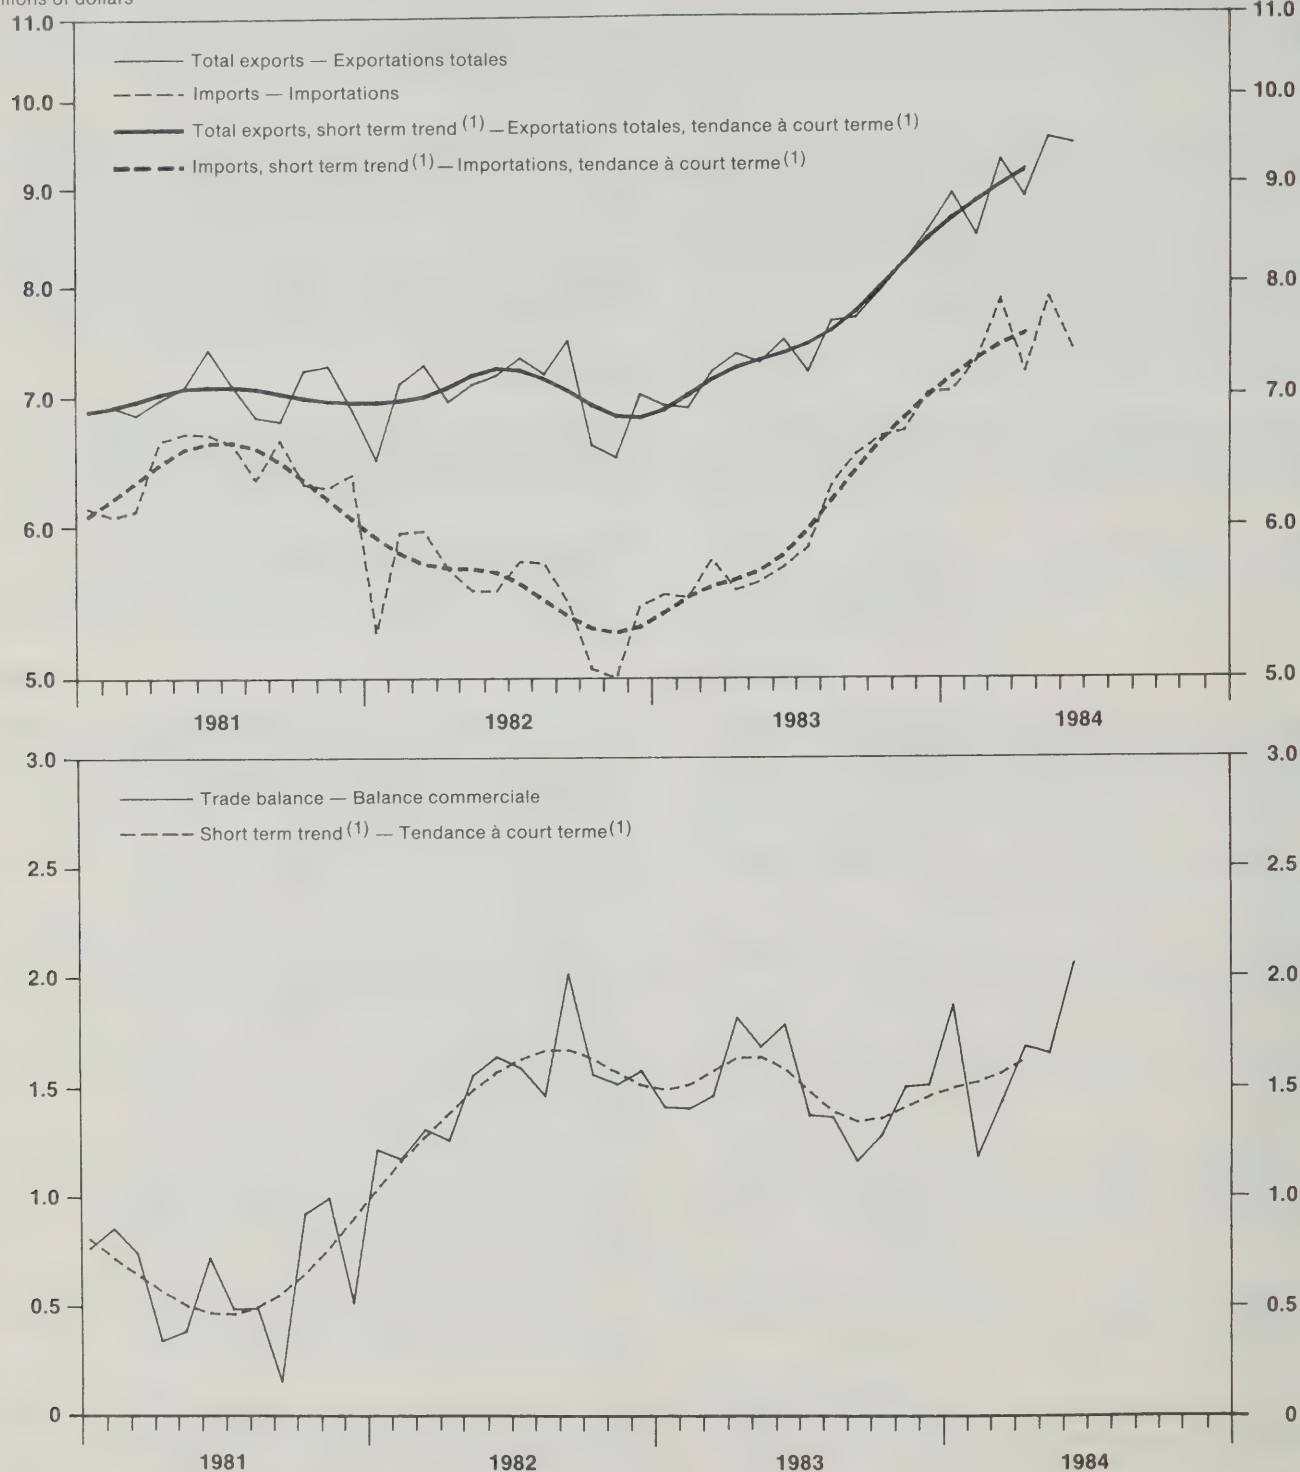 of dollars
11.0 11.0
Total exports — Exportations totales
Imports — Importations
10.0 10.0
Total exports, short term trend (1) — Exportations totales, tendance à court terme (1)
Imports, short term trend (1) — Importations, tendance à court terme (1)
9.0 9.0
8.0 8.0
7.0 7.0
6.0 6.0
5.0 5.0
1981 1982 1983 1984
3.0 3.0
Trade balance — Balance commerciale
Short term trend (1) — Tendance à court terme (1)
2.5 2.5
2.0 2.0
1.5 1.5
1.0 1.0
0.5 0.5
0 0
1981 1982 1983 1984